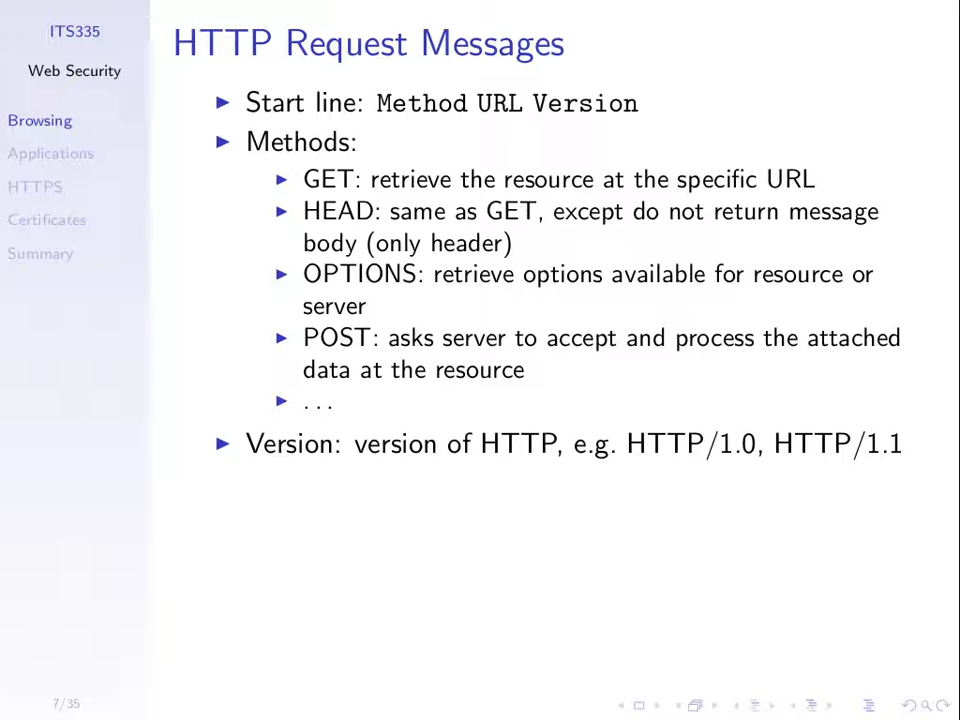 ITS335
Web Security
Browsing
Applications
HTTPS
Certificates
Summary
HTTP Request Messages
Start line: Method URL Version
Methods:
GET: retrieve the resource at the specific URL
HEAD: same as GET, except do not return message
body (only header)
OPTIONS: retrieve options available for resource or
server
POST: asks server to accept and process the attached
data at the resource
...
Version: version of HTTP, e.g. HTTP/1.0, HTTP/1.1
7/35